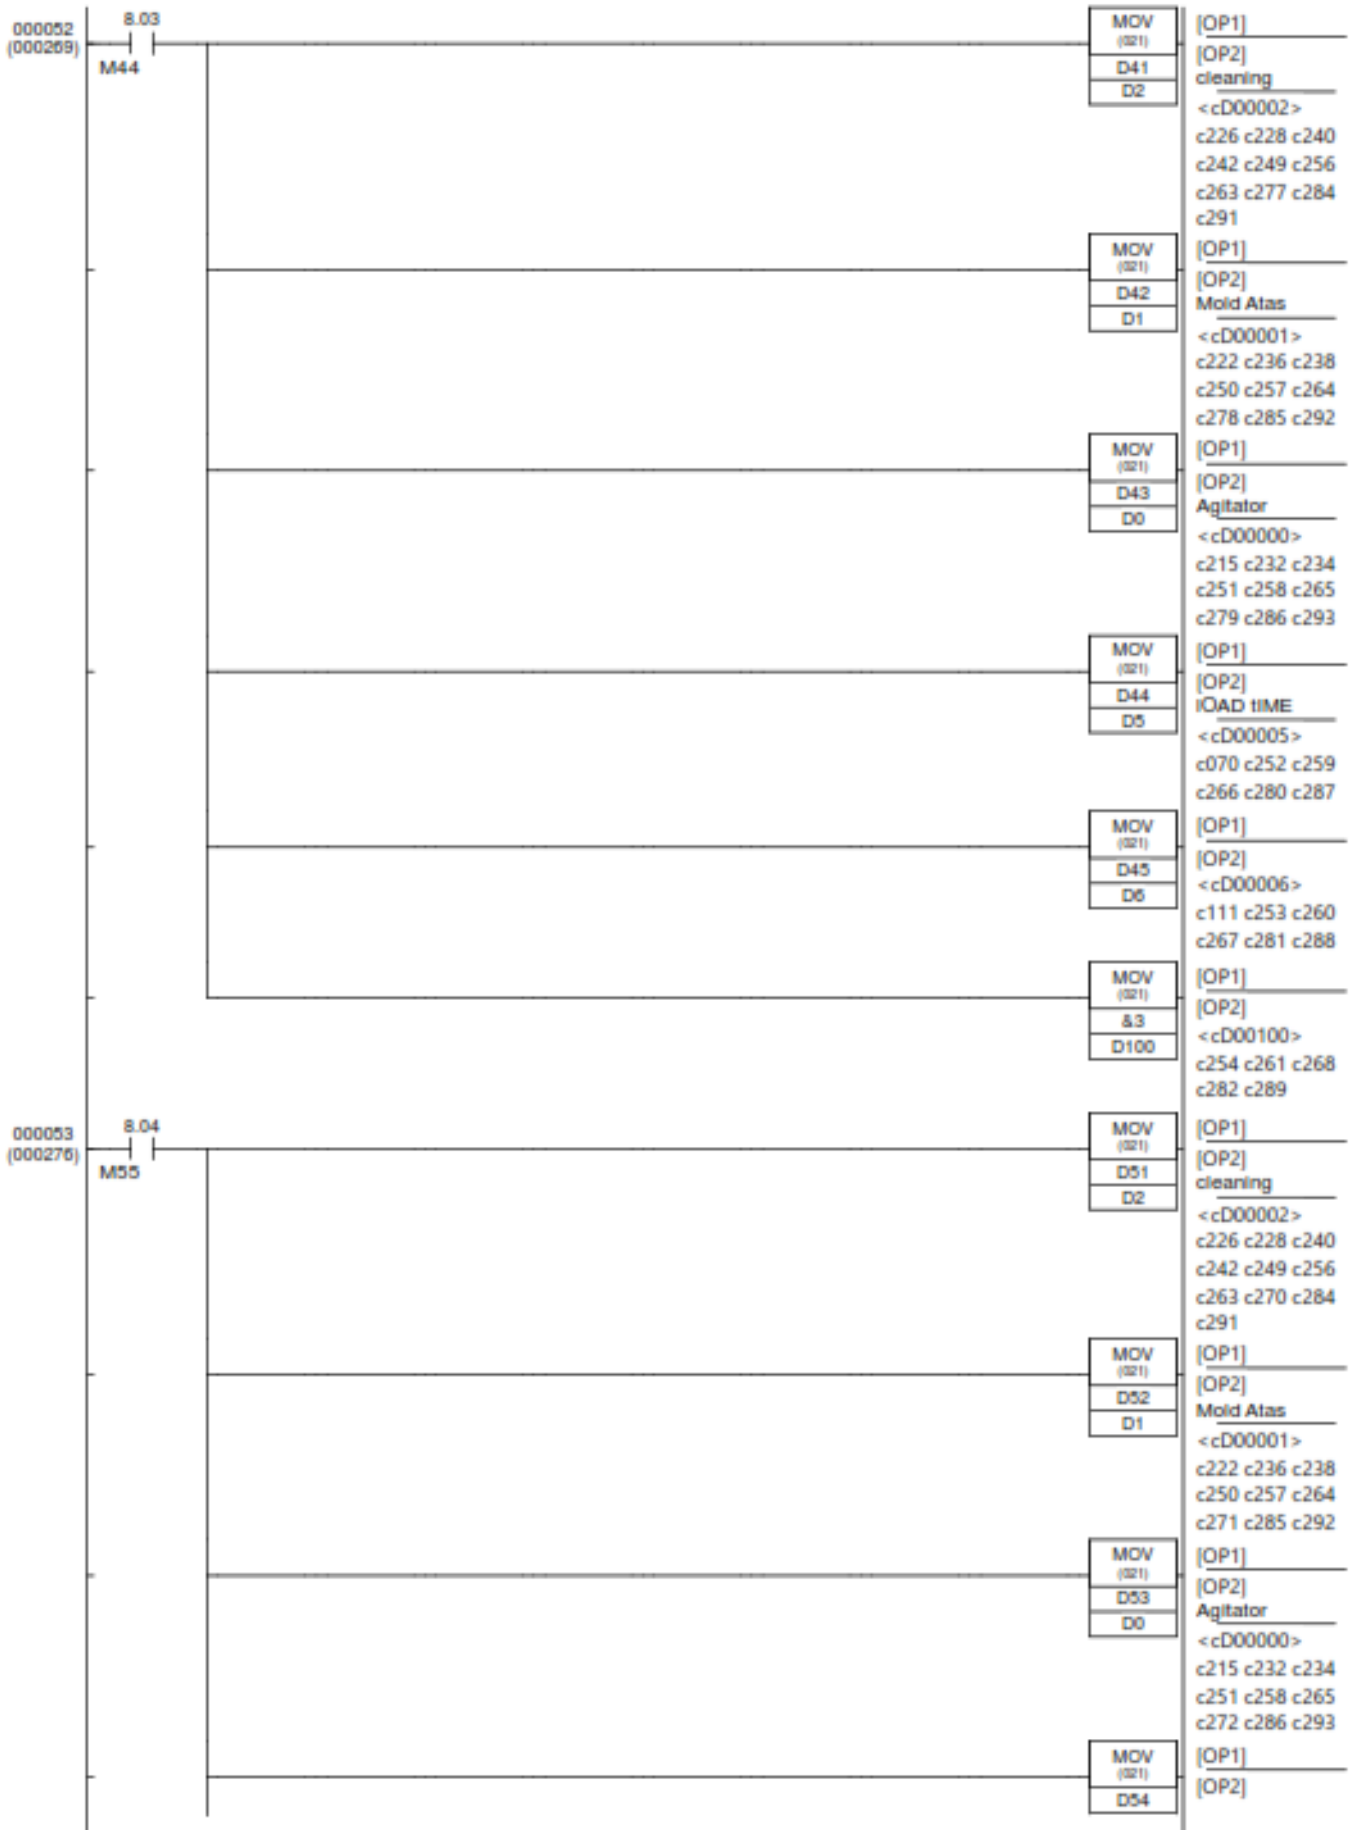 000052
(000269)
8.03
M44
MOV
(021)
D41
D2
[OP1]
[OP2]
cleaning
<cD00002>
c226 c228 c240
c242 c249 c256
c263 c277 c284
c291
MOV
(021)
D42
D1
[OP1]
[OP2]
Mold Atas
<cD00001>
c222 c236 c238
c250 c257 c264
c278 c285 c292
MOV
(021)
D43
D0
[OP1]
[OP2]
Agitator
<cD00000>
c215 c232 c234
c251 c258 c265
c279 c286 c293
MOV
(021)
D44
D5
[OP1]
[OP2]
lOAD tIME
<cD00005>
c070 c252 c259
c266 c280 c287
MOV
(021)
D45
D6
[OP1]
[OP2]
<cD00006>
c111 c253 c260
c267 c281 c288
MOV
(021)
&3
D100
[OP1]
[OP2]
<cD00100>
c254 c261 c268
c282 c289
000053
(000276)
8.04
M55
MOV
(021)
D51
D2
[OP1]
[OP2]
cleaning
<cD00002>
c226 c228 c240
c242 c249 c256
c263 c270 c284
c291
MOV
(021)
D52
D1
[OP1]
[OP2]
Mold Atas
<cD00001>
c222 c236 c238
c250 c257 c264
c271 c285 c292
MOV
(021)
D53
D0
[OP1]
[OP2]
Agitator
<cD00000>
c215 c232 c234
c251 c258 c265
c272 c286 c293
MOV
(021)
D54
[OP1]
[OP2]